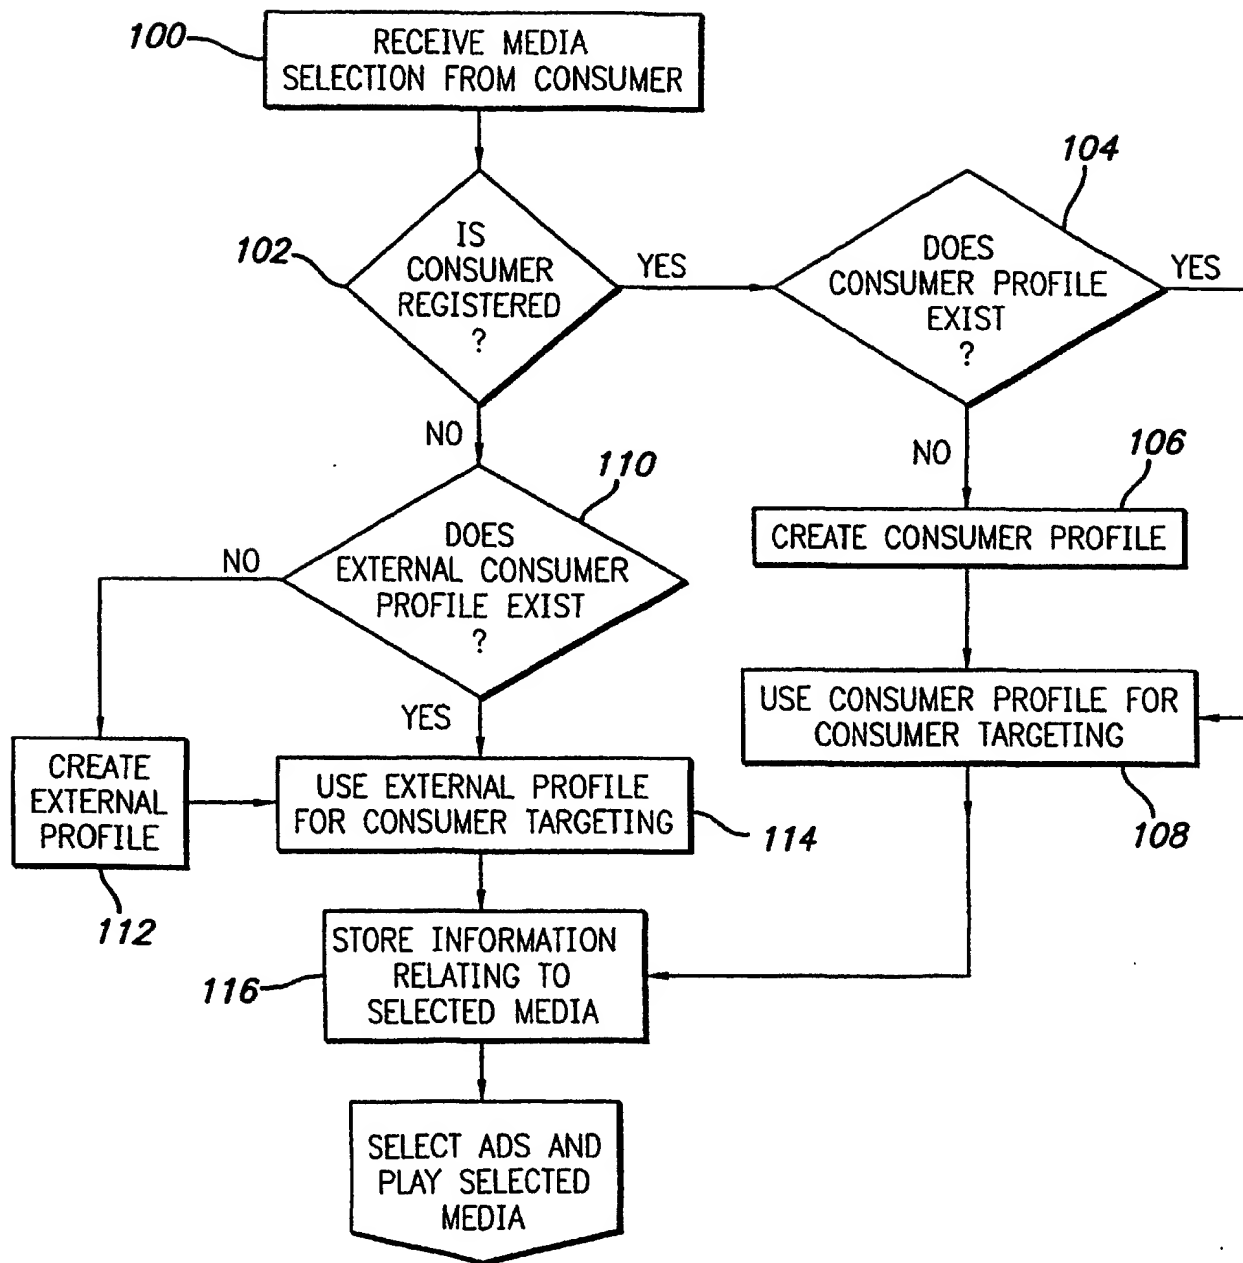 100
RECEIVE MEDIA
SELECTION FROM CONSUMER
102
IS
CONSUMER
REGISTERED
?
YES
104
DOES
CONSUMER PROFILE
EXIST
?
YES
NO
NO
106
CREATE CONSUMER PROFILE
110
DOES
EXTERNAL CONSUMER
PROFILE EXIST
?
NO
YES
USE CONSUMER PROFILE FOR
CONSUMER TARGETING
108
CREATE
EXTERNAL
PROFILE
112
USE EXTERNAL PROFILE
FOR CONSUMER TARGETING
114
STORE INFORMATION
RELATING TO
SELECTED MEDIA
116
SELECT ADS AND
PLAY SELECTED
MEDIA